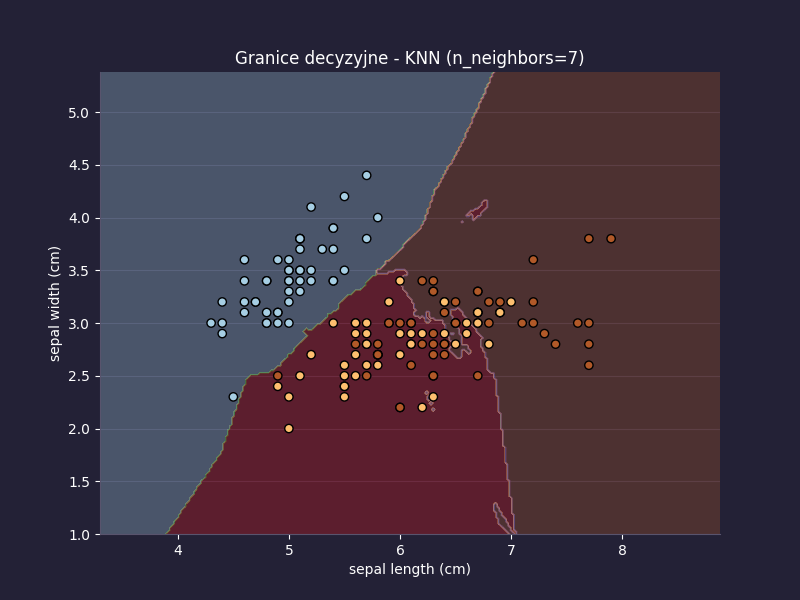 Granice decyzyjne - KNN (n_neighbors=7)
sepal width (cm)
5.0
4.5
4.0
3.5
3.0
2.5
2.0
1.5
1.0
4 5 6 7 8
sepal length (cm)